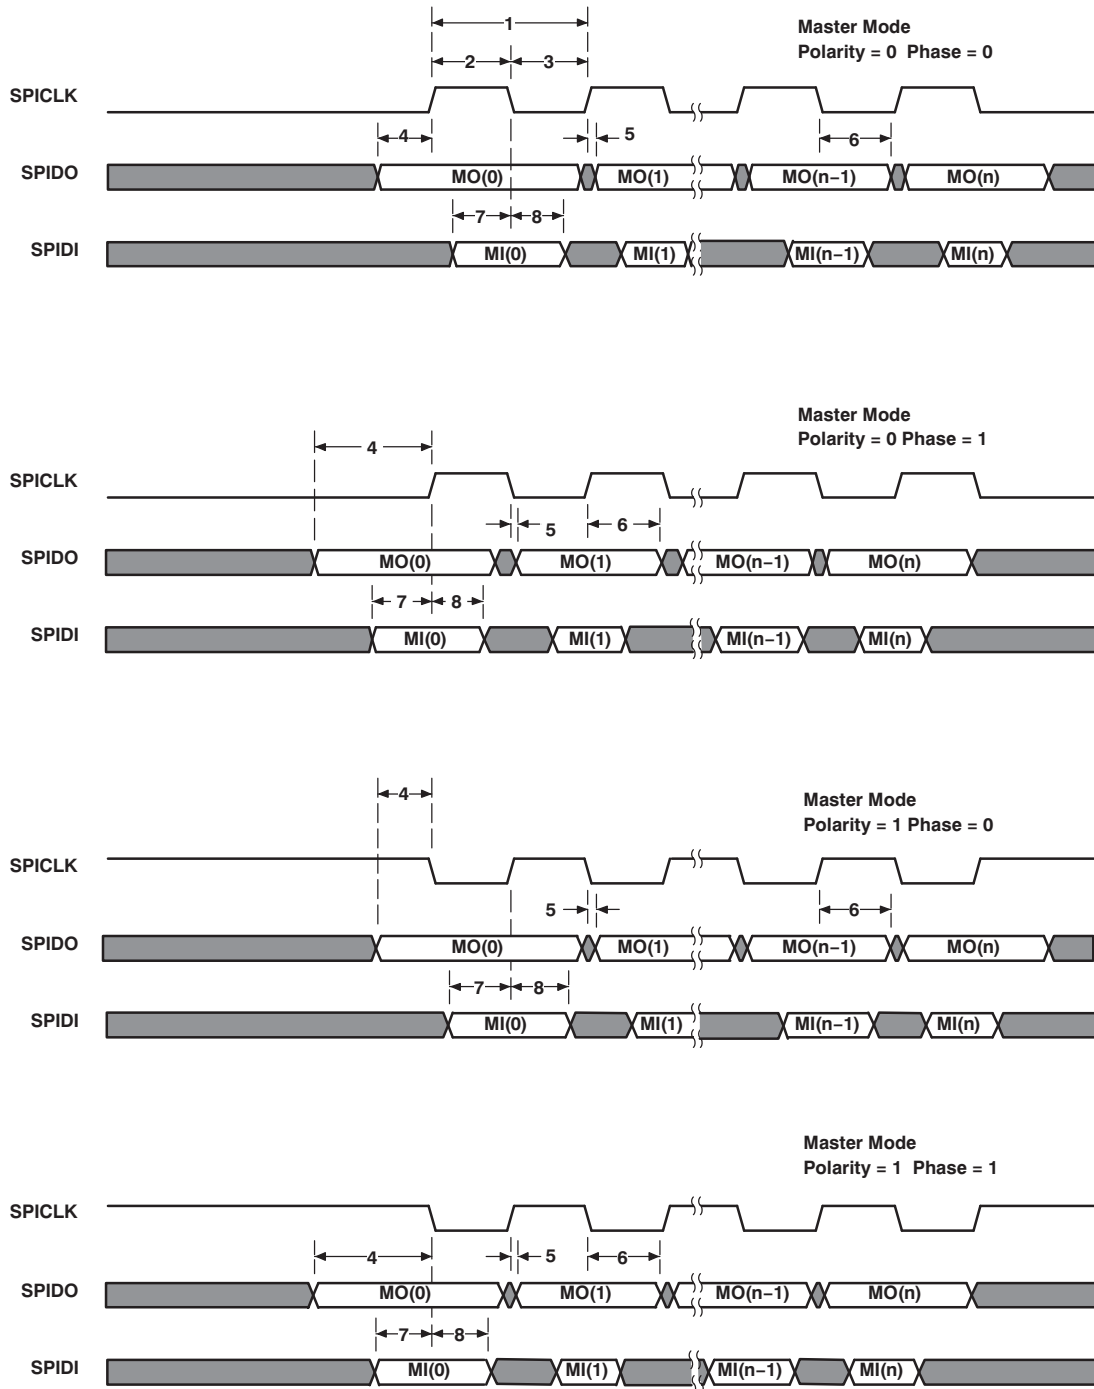 1
Master Mode
Polarity = 0 Phase = 0
2 3
SPICLK
4 5 6
SPIDO MO(0) MO(1) MO(n−1) MO(n)
7 8
SPIDI MI(0) MI(1) MI(n−1) MI(n)
Master Mode
Polarity = 0 Phase = 1
4
SPICLK
5 6
SPIDO MO(0) MO(1) MO(n−1) MO(n)
7 8
SPIDI MI(0) MI(1) MI(n−1) MI(n)
4
Master Mode
Polarity = 1 Phase = 0
SPICLK
5 6
SPIDO MO(0) MO(1) MO(n−1) MO(n)
7 8
SPIDI MI(0) MI(1) MI(n−1) MI(n)
Master Mode
Polarity = 1 Phase = 1
SPICLK
4 5 6
SPIDO MO(0) MO(1) MO(n−1) MO(n)
7 8
SPIDI MI(0) MI(1) MI(n−1) MI(n)